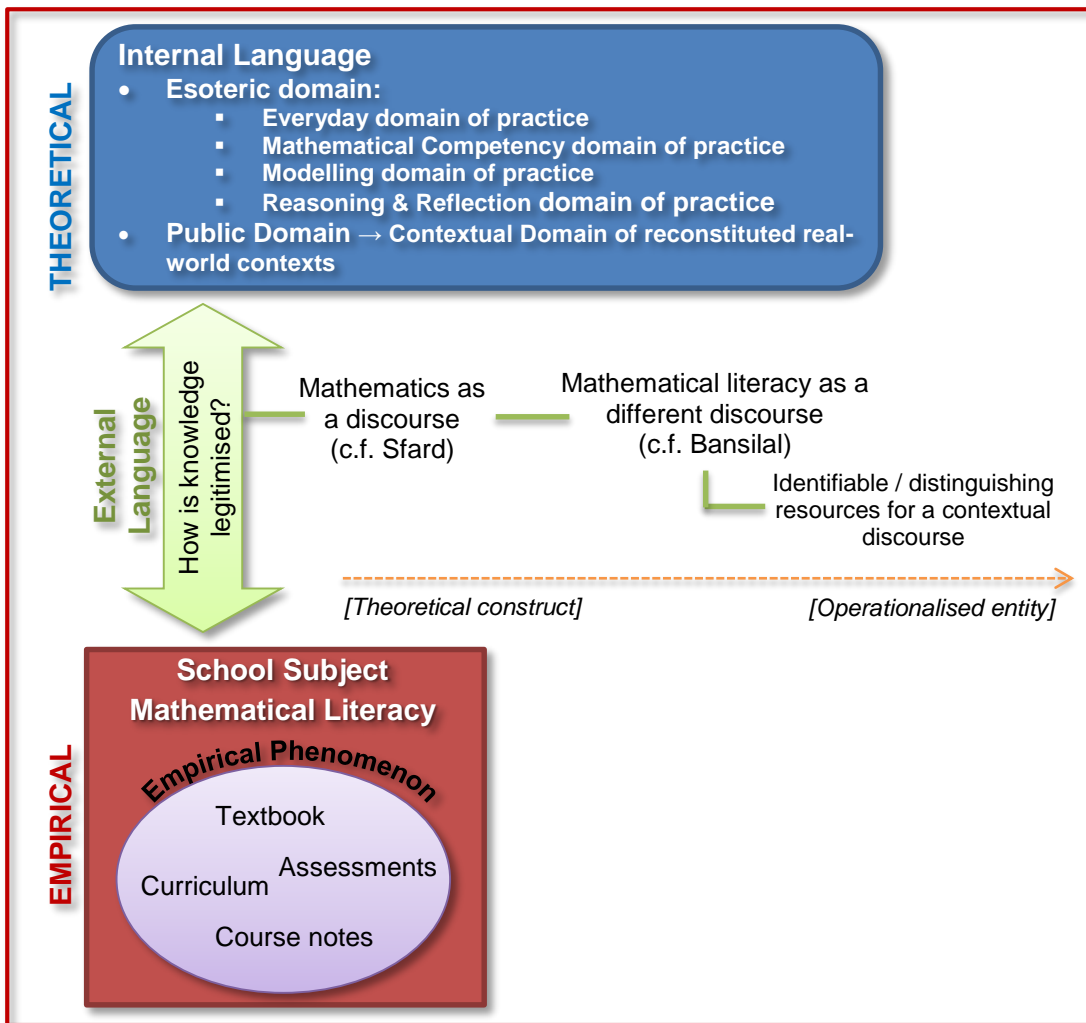 THEORETICAL
Internal Language
• Esoteric domain:
▪ Everyday domain of practice
▪ Mathematical Competency domain of practice
▪ Modelling domain of practice
▪ Reasoning & Reflection domain of practice
• Public Domain → Contextual Domain of reconstituted real-
world contexts
External
Language
How is knowledge
legitimised?
Mathematics as
a discourse
(c.f. Sfard)
Mathematical literacy as a
different discourse
(c.f. Bansilal)
Identifiable / distinguishing
resources for a contextual
discourse
[Theoretical construct]
[Operationalised entity]
EMPIRICAL
School Subject
Mathematical Literacy
Empirical Phenomenon
Textbook
Assessments
Curriculum
Course notes